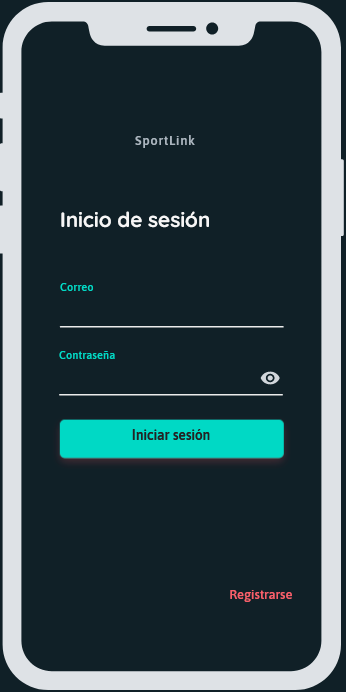 SportLink
Inicio de sesión
Correo
Contraseña
Iniciar sesión
Registrarse